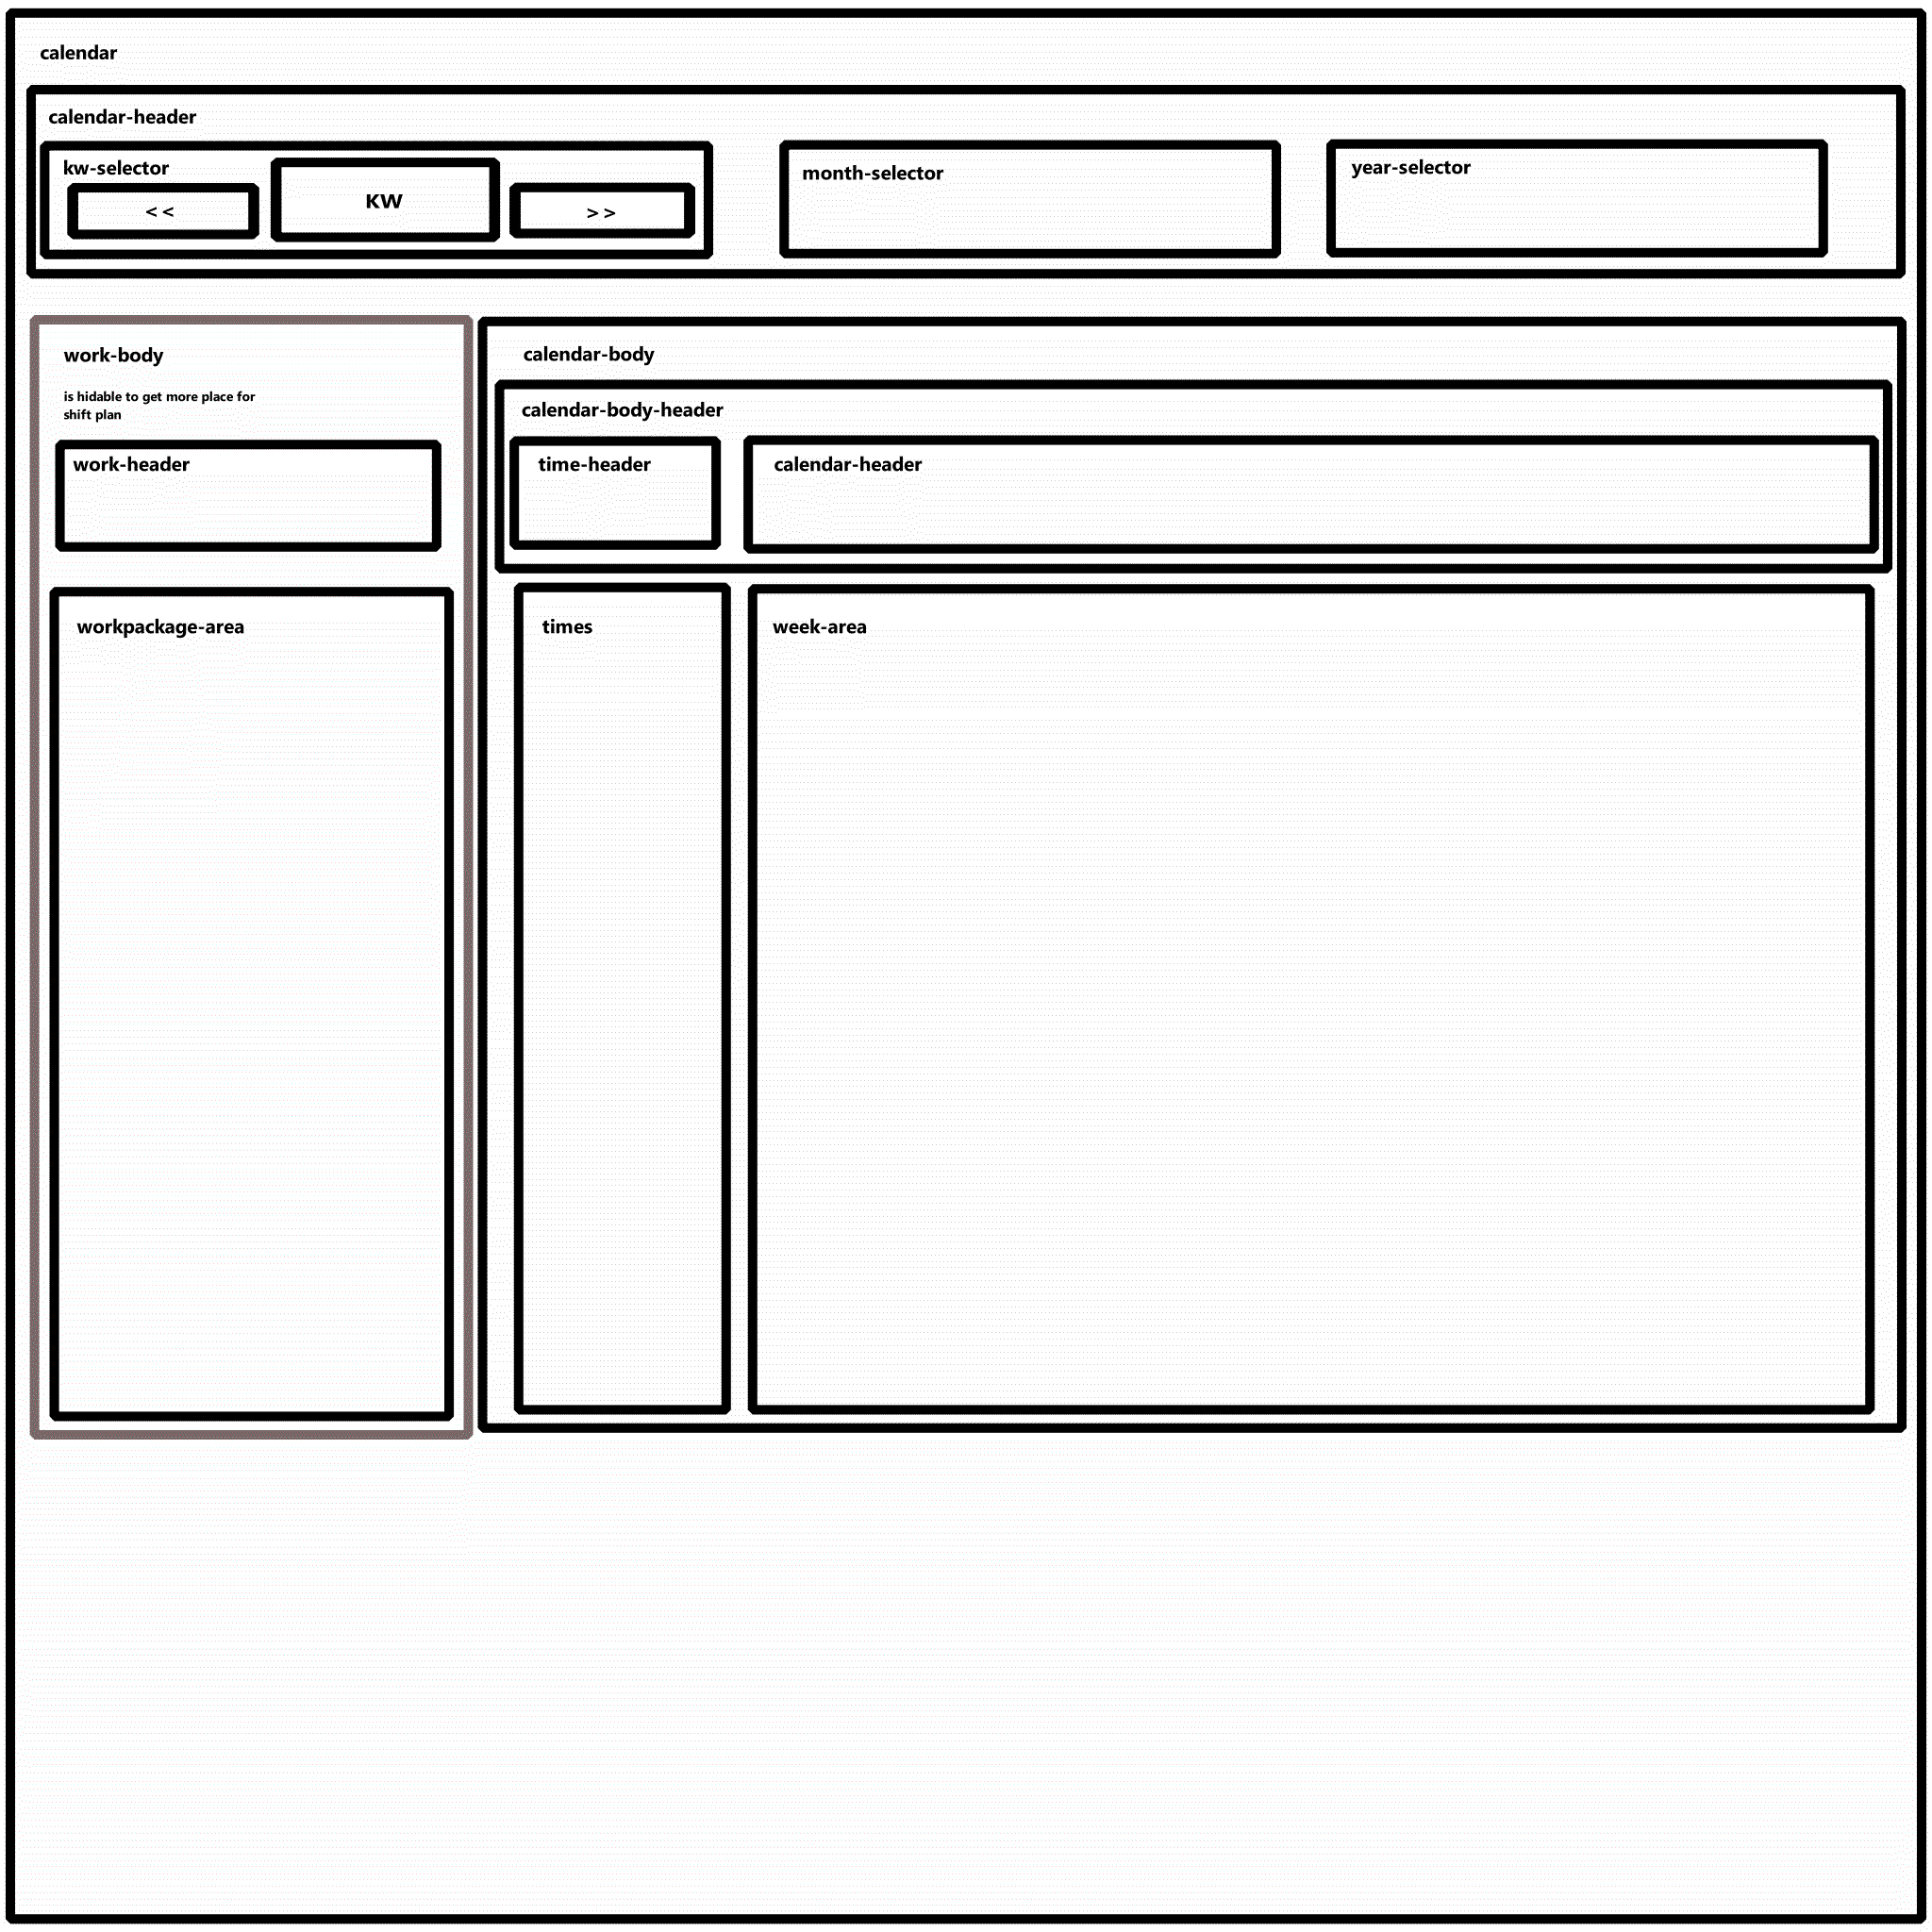 calendar
calendar-header
kw-selector
<<
KW
>>
month-selector
year-selector
work-body
is hidable to get more place for
shift plan
work-header
workpackage-area
calendar-body
calendar-body-header
time-header
calendar-header
times
week-area